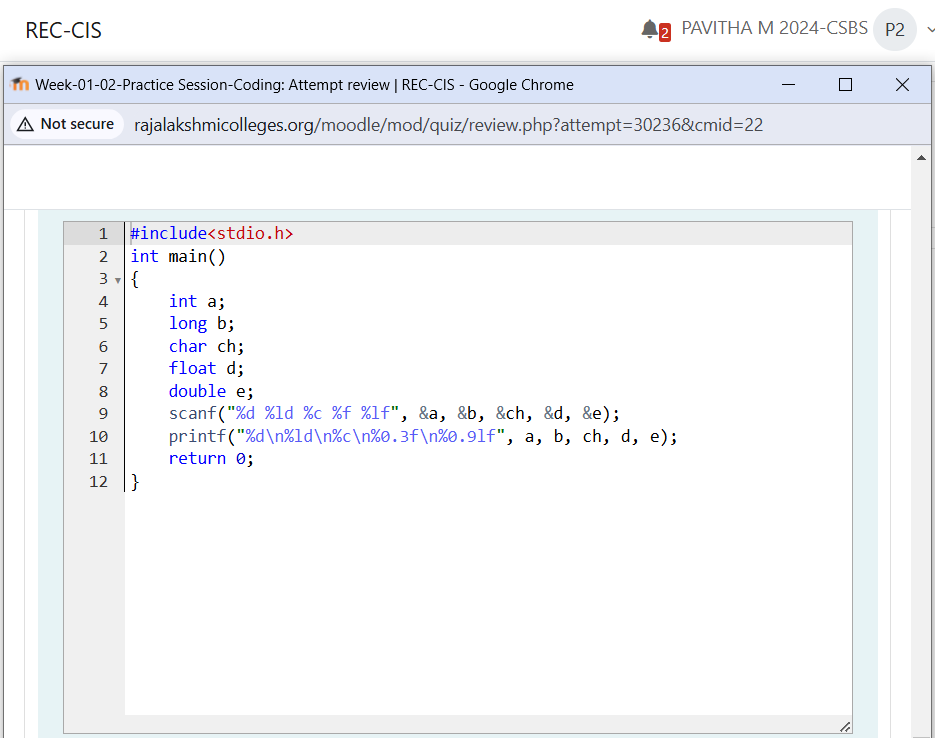 REC-CIS
2 PAVITHA M 2024-CSBS P2
Week-01-02-Practice Session-Coding: Attempt review | REC-CIS - Google Chrome
Not secure rajalakshmicolleges.org/moodle/mod/quiz/review.php?attempt=30236&cmid=22
1 #include<stdio.h>
2 int main()
3 {
4 int a;
5 long b;
6 char ch;
7 float d;
8 double e;
9 scanf("%d %ld %c %f %lf", &a, &b, &ch, &d, &e);
10 printf("%d\n%ld\n%c\n%0.3f\n%0.9lf", a, b, ch, d, e);
11 return 0;
12 }